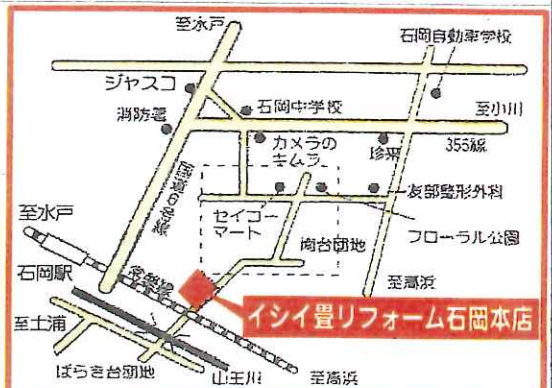 至水戸
石岡自動車学校
ジャスコ
石岡中学校
至小川
消防署
カメラの
キムラ
珍来
355線
友部整形外科
至水戸
セイコー
マート
フローラル公園
南台団地
石岡駅
常磐線
至高浜
イシイ畳リフォーム石岡本店
至土浦
ばらき台団地
山王川
至高浜